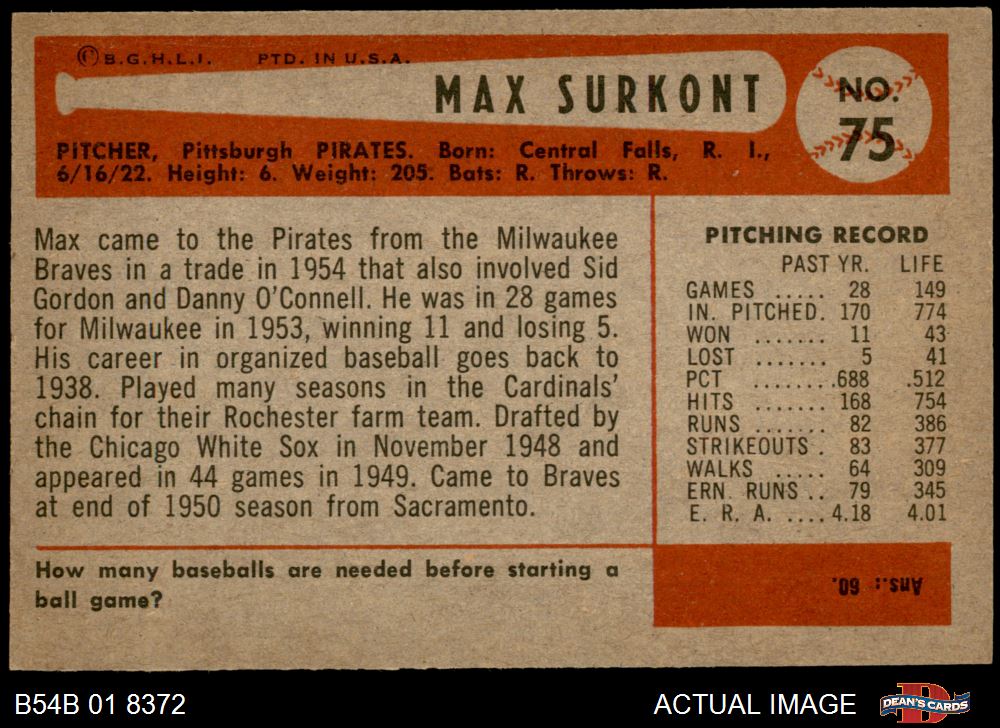 © B.G.H.L.I. PTD. IN U.S.A.
MAX SURKONT
NO.
75
PITCHER, Pittsburgh PIRATES. Born: Central Falls, R. I.,
6/16/22. Height: 6. Weight: 205. Bats: R. Throws: R.
Max came to the Pirates from the Milwaukee
Braves in a trade in 1954 that also involved Sid
Gordon and Danny O'Connell. He was in 28 games
for Milwaukee in 1953, winning 11 and losing 5.
His career in organized baseball goes back to
1938. Played many seasons in the Cardinals'
chain for their Rochester farm team. Drafted by
the Chicago White Sox in November 1948 and
appeared in 44 games in 1949. Came to Braves
at end of 1950 season from Sacramento.
PITCHING RECORD
PAST YR. LIFE
GAMES ..... 28 149
IN. PITCHED. 170 774
WON ....... 11 43
LOST ....... 5 41
PCT ........ .688 .512
HITS ....... 168 754
RUNS ....... 82 386
STRIKEOUTS . 83 377
WALKS ..... 64 309
ERN. RUNS .. 79 345
E. R. A. .... 4.18 4.01
How many baseballs are needed before starting a
ball game?
Ans.: 60.
B54B 01 8372
ACTUAL IMAGE
DEAN'S CARDS